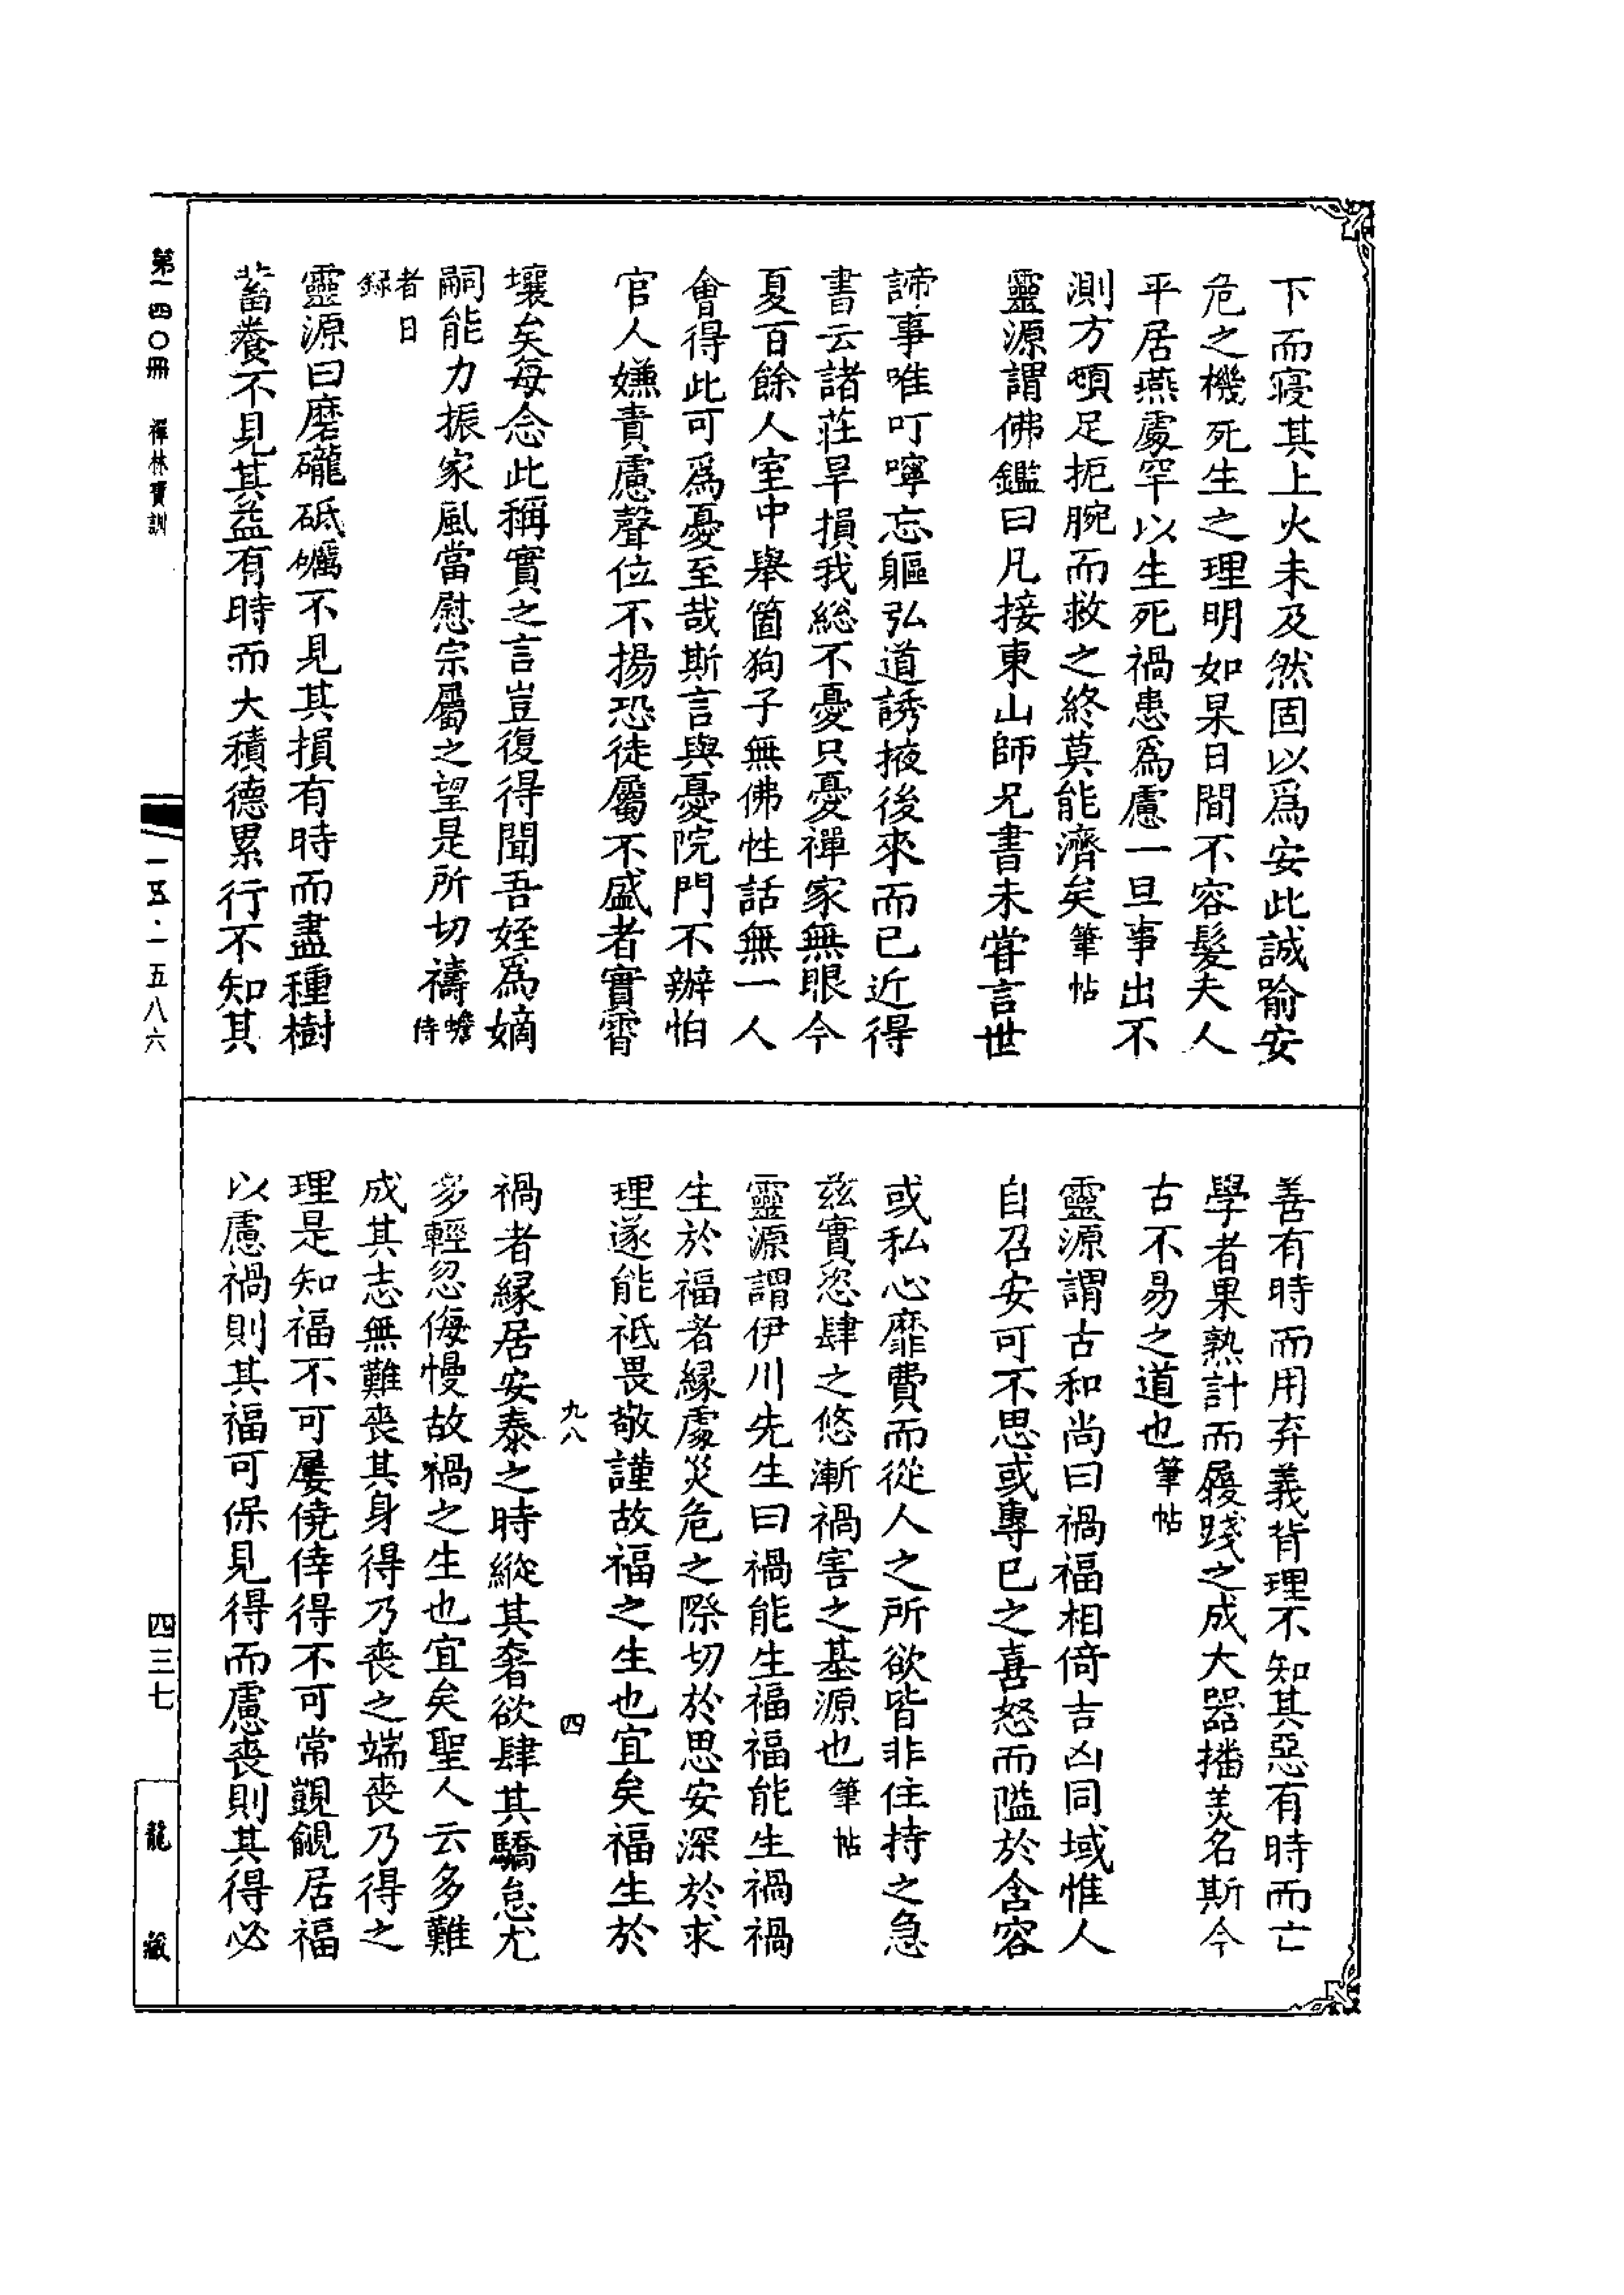 下而寢其上火未及然固以爲安此誠喻安
危之機死生之理明如杲日間不容髮夫人
平居燕處罕以生死禍患爲慮一旦事出不
測方頓足扼腕而救之終莫能濟矣筆帖
靈源謂佛鑑曰凡接東山師兄書未甞言世
諦事唯叮嚀忘軀弘道誘掖後來而已近得
書云諸莊旱損我総不憂只憂禪家無眼今
夏百餘人室中舉箇狗子無佛性話無一人
會得此可爲憂至哉斯言與憂院門不辦怕
官人嫌責慮聲位不揚恐徒屬不盛者實霄
壤矣每念此稱實之言豈復得聞吾姪爲嫡
嗣能力振家風當慰宗屬之望是所切禱蟾侍
者日録
靈源曰磨礲砥礪不見其損有時而盡種樹
蓄養不見其益有時而大積德累行不知其
善有時而用弃義背理不知其惡有時而亡
學者果熟計而履踐之成大器播美名斯今
古不易之道也筆帖
靈源謂古和尚曰禍福相倚吉凶同域惟人
自召安可不思或專已之喜怒而隘於含容
或私心靡費而從人之所欲皆非住持之急
玆實恣肆之悠漸禍害之基源也筆帖
靈源謂伊川先生曰禍能生福福能生禍禍
生於福者緣處災危之際切於思安深於求
理遂能祇畏敬謹故福之生也宜矣福生於
九八 四
禍者緣居安泰之時縱其奢欲肆其驕怠尤
多輕忽侮慢故禍之生也宜矣聖人云多難
成其志無難喪其身得乃喪之端喪乃得之
理是知福不可屢僥倖得不可常覬覦居福
以慮禍則其福可保見得而慮喪則其得必
第一四〇冊 禪林寶訓
一五·一五八六
四三七
龍藏